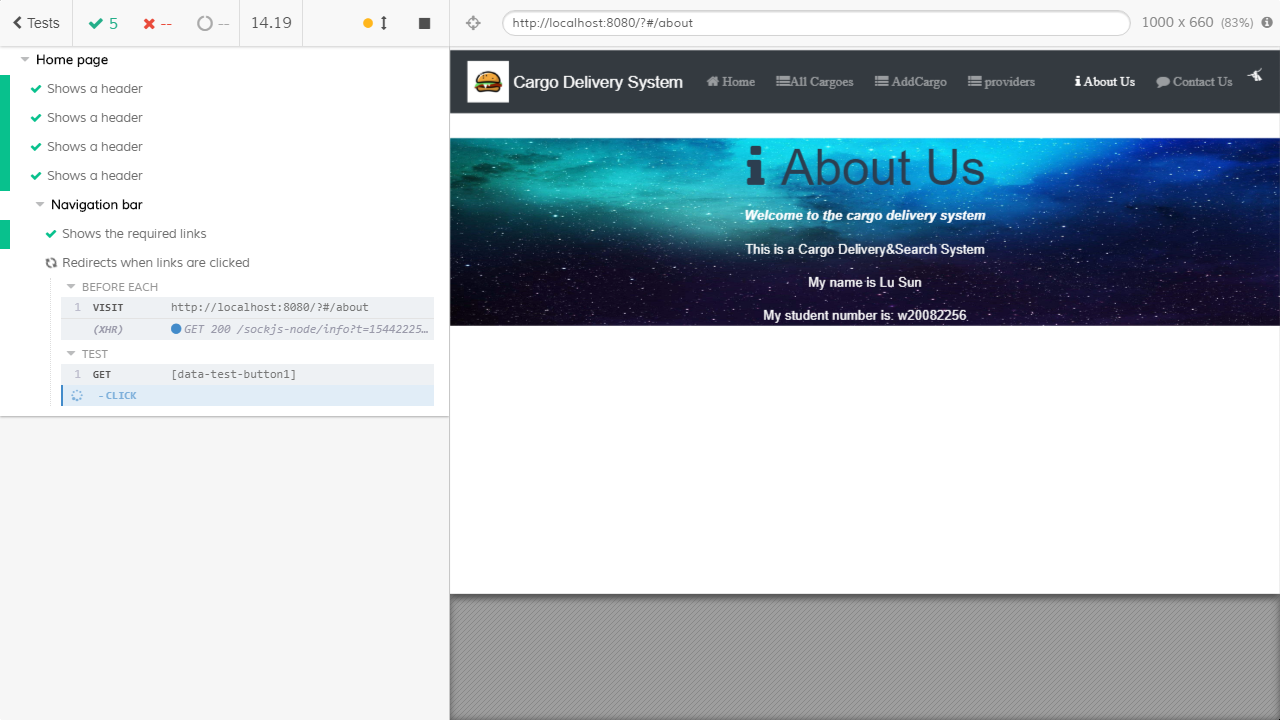 Tests
5
--
--
14.19
http://localhost:8080/?#/about
1000 x 660 (83%)
Home page
Shows a header
Shows a header
Shows a header
Shows a header
Navigation bar
Shows the required links
Redirects when links are clicked
BEFORE EACH
1 VISIT http://localhost:8080/?#/about
(XHR) GET 200 /sockjs-node/info?t=15442225…
TEST
1 GET [data-test-button1]
-CLICK
Cargo Delivery System Home All Cargoes AddCargo providers About Us Contact Us
About Us
Welcome to the cargo delivery system
This is a Cargo Delivery&Search System
My name is Lu Sun
My student number is: w20082256